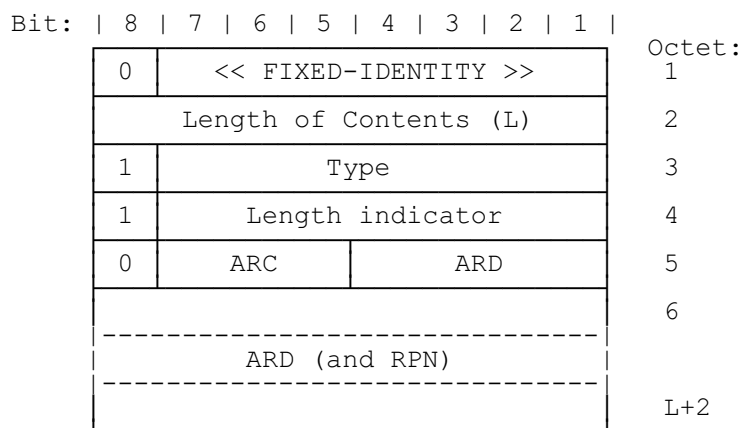 Bit: | 8 | 7 | 6 | 5 | 4 | 3 | 2 | 1 |
Octet:
0 << FIXED-IDENTITY >> 1
Length of Contents (L) 2
1 Type 3
1 Length indicator 4
0 ARC ARD 5
6
ARD (and RPN)
L+2